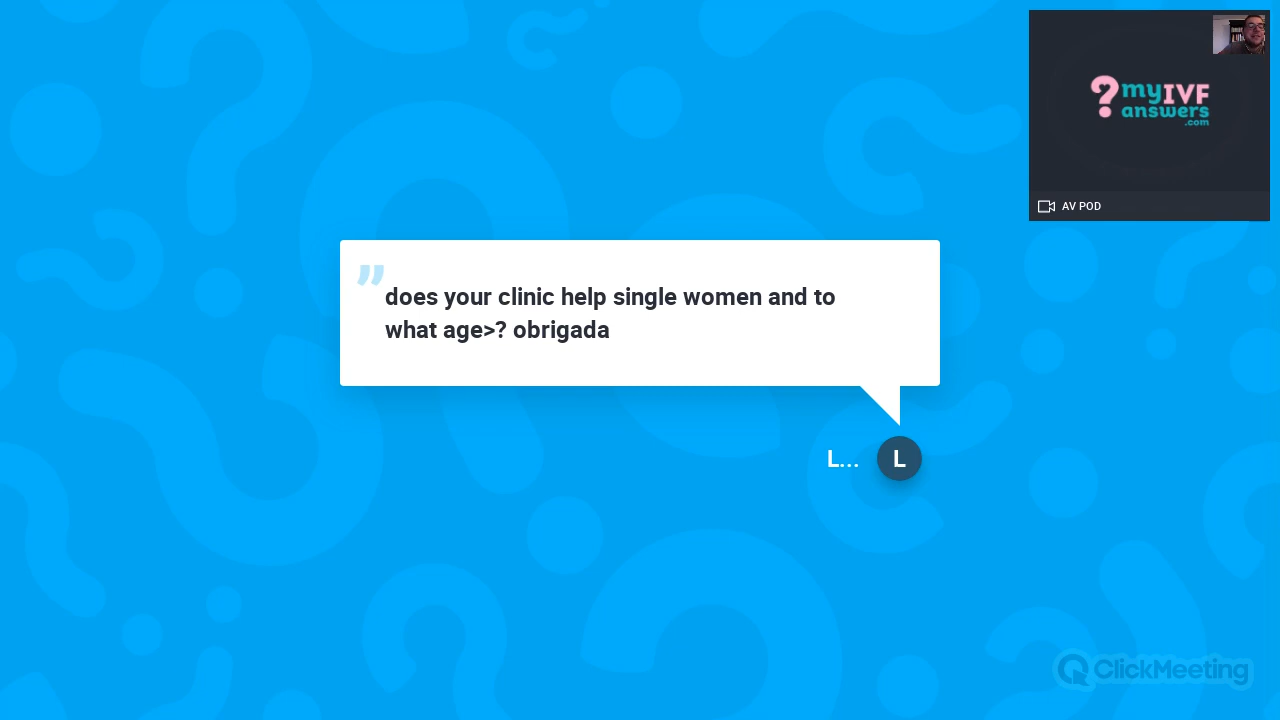 myIVF
answers
.com
AV POD
does your clinic help single women and to
what age>? obrigada
L...
L
ClickMeeting